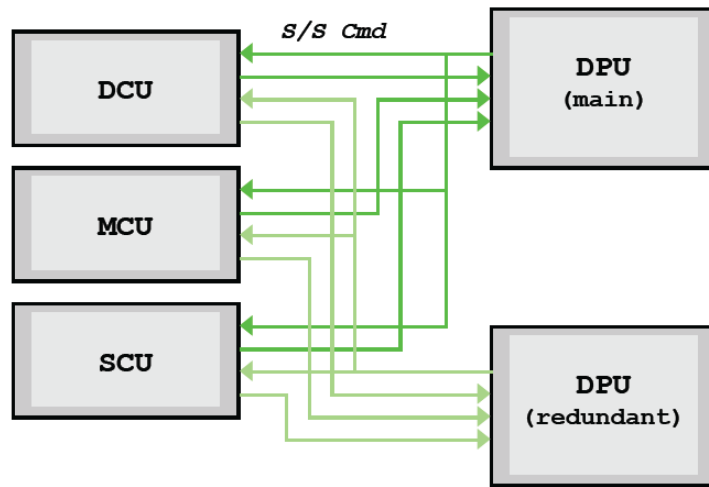 S/S Cmd
DCU
DPU
(main)
MCU
SCU
DPU
(redundant)